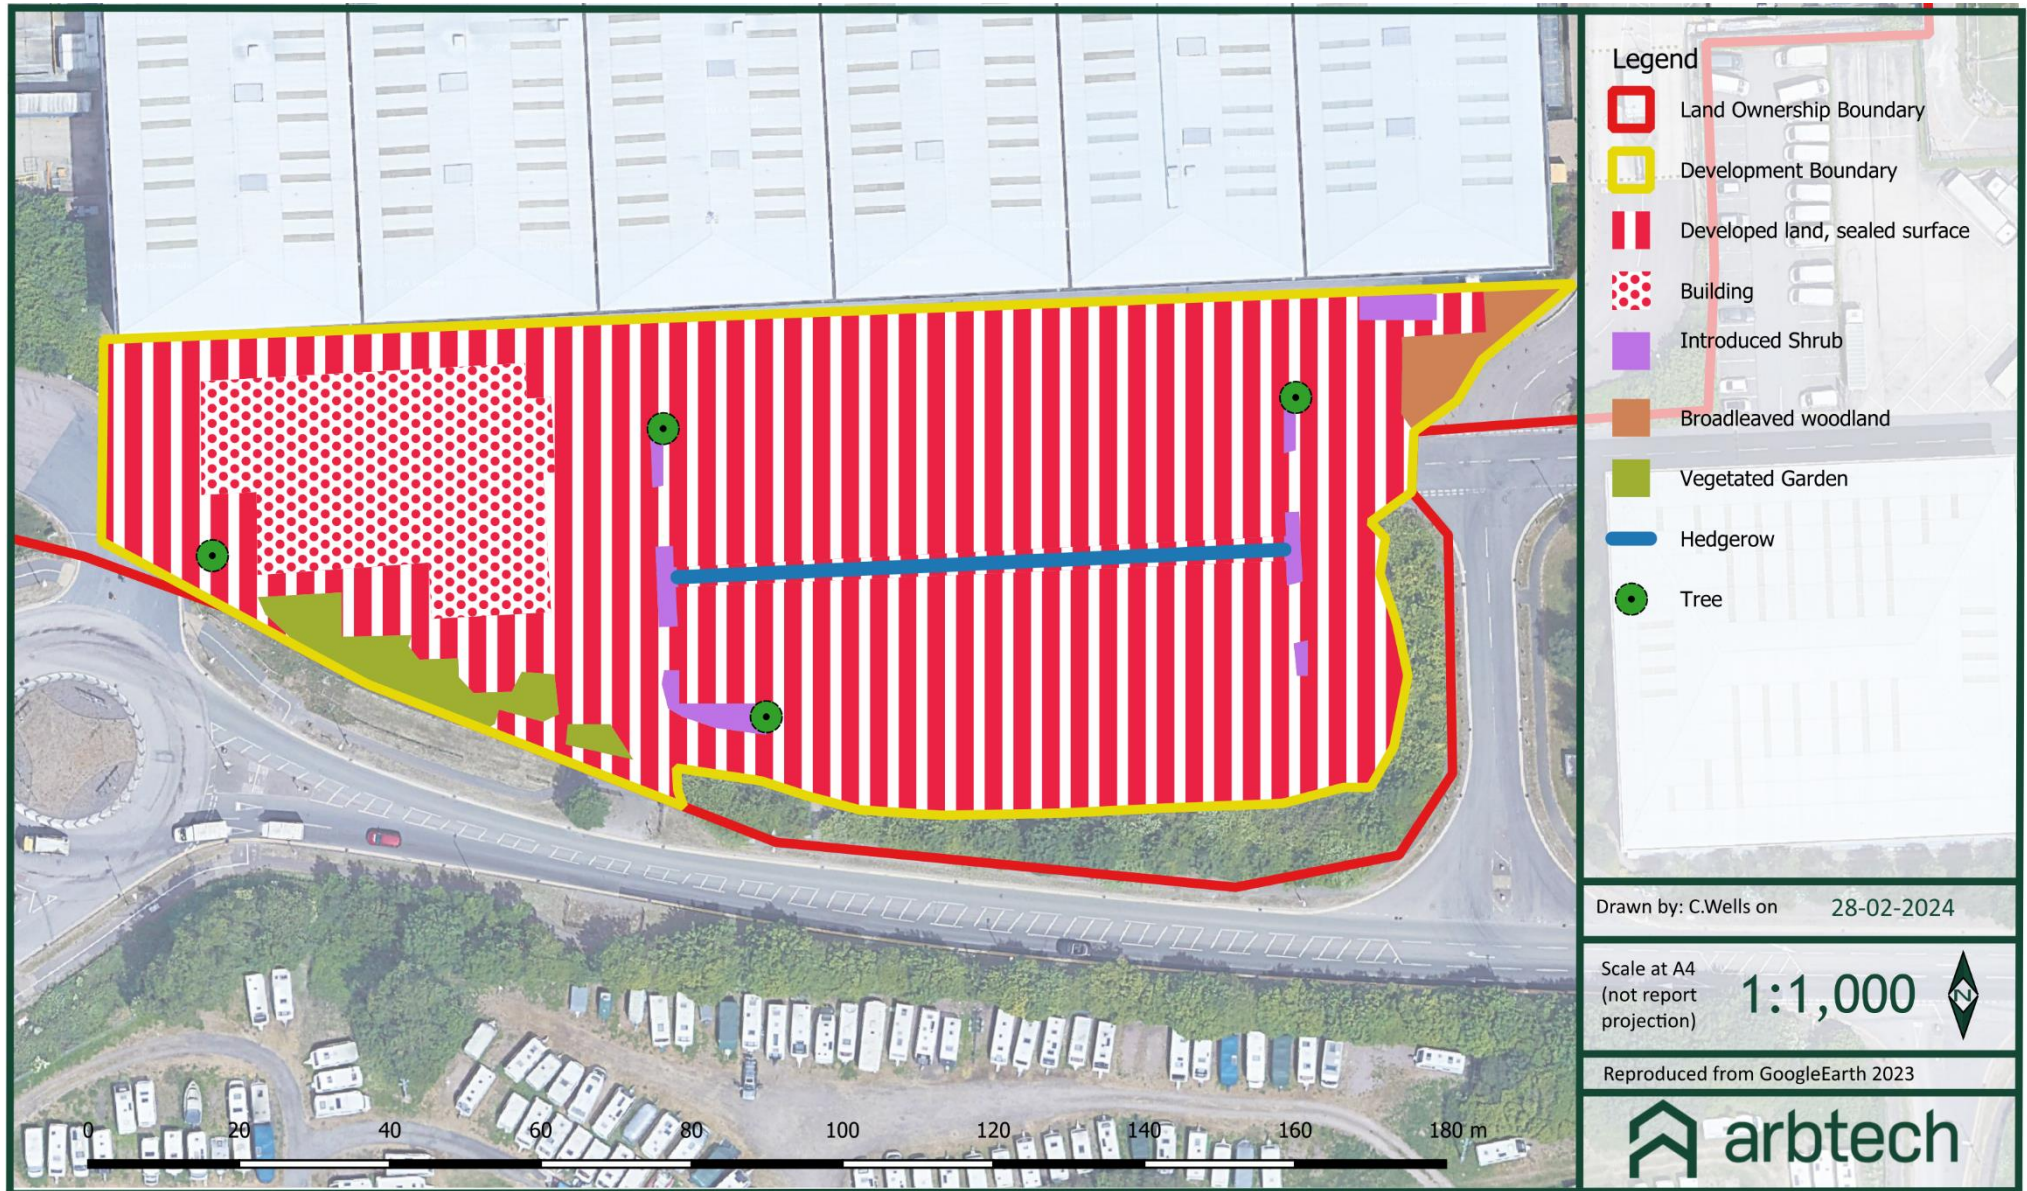 Legend
Land Ownership Boundary
Development Boundary
Developed land, sealed surface
Building
Introduced Shrub
Broadleaved woodland
Vegetated Garden
Hedgerow
Tree
Drawn by: C.Wells on 28-02-2024
Scale at A4
(not report
projection)
1:1,000
N
Reproduced from GoogleEarth 2023
arbtech
0 20 40 60 80 100 120 140 160 180 m